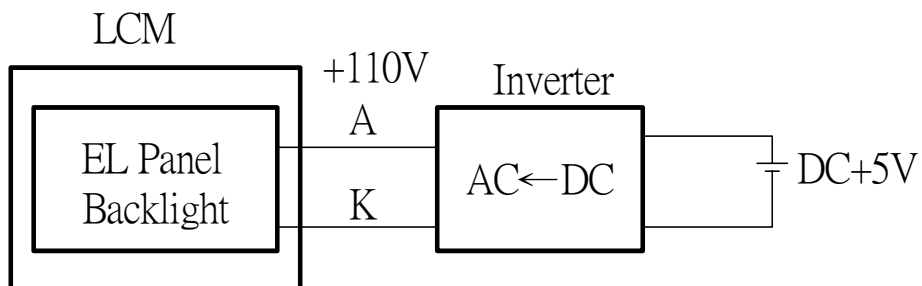 LCM
+110V
Inverter
A
EL Panel
Backlight
AC←DC
DC+5V
K